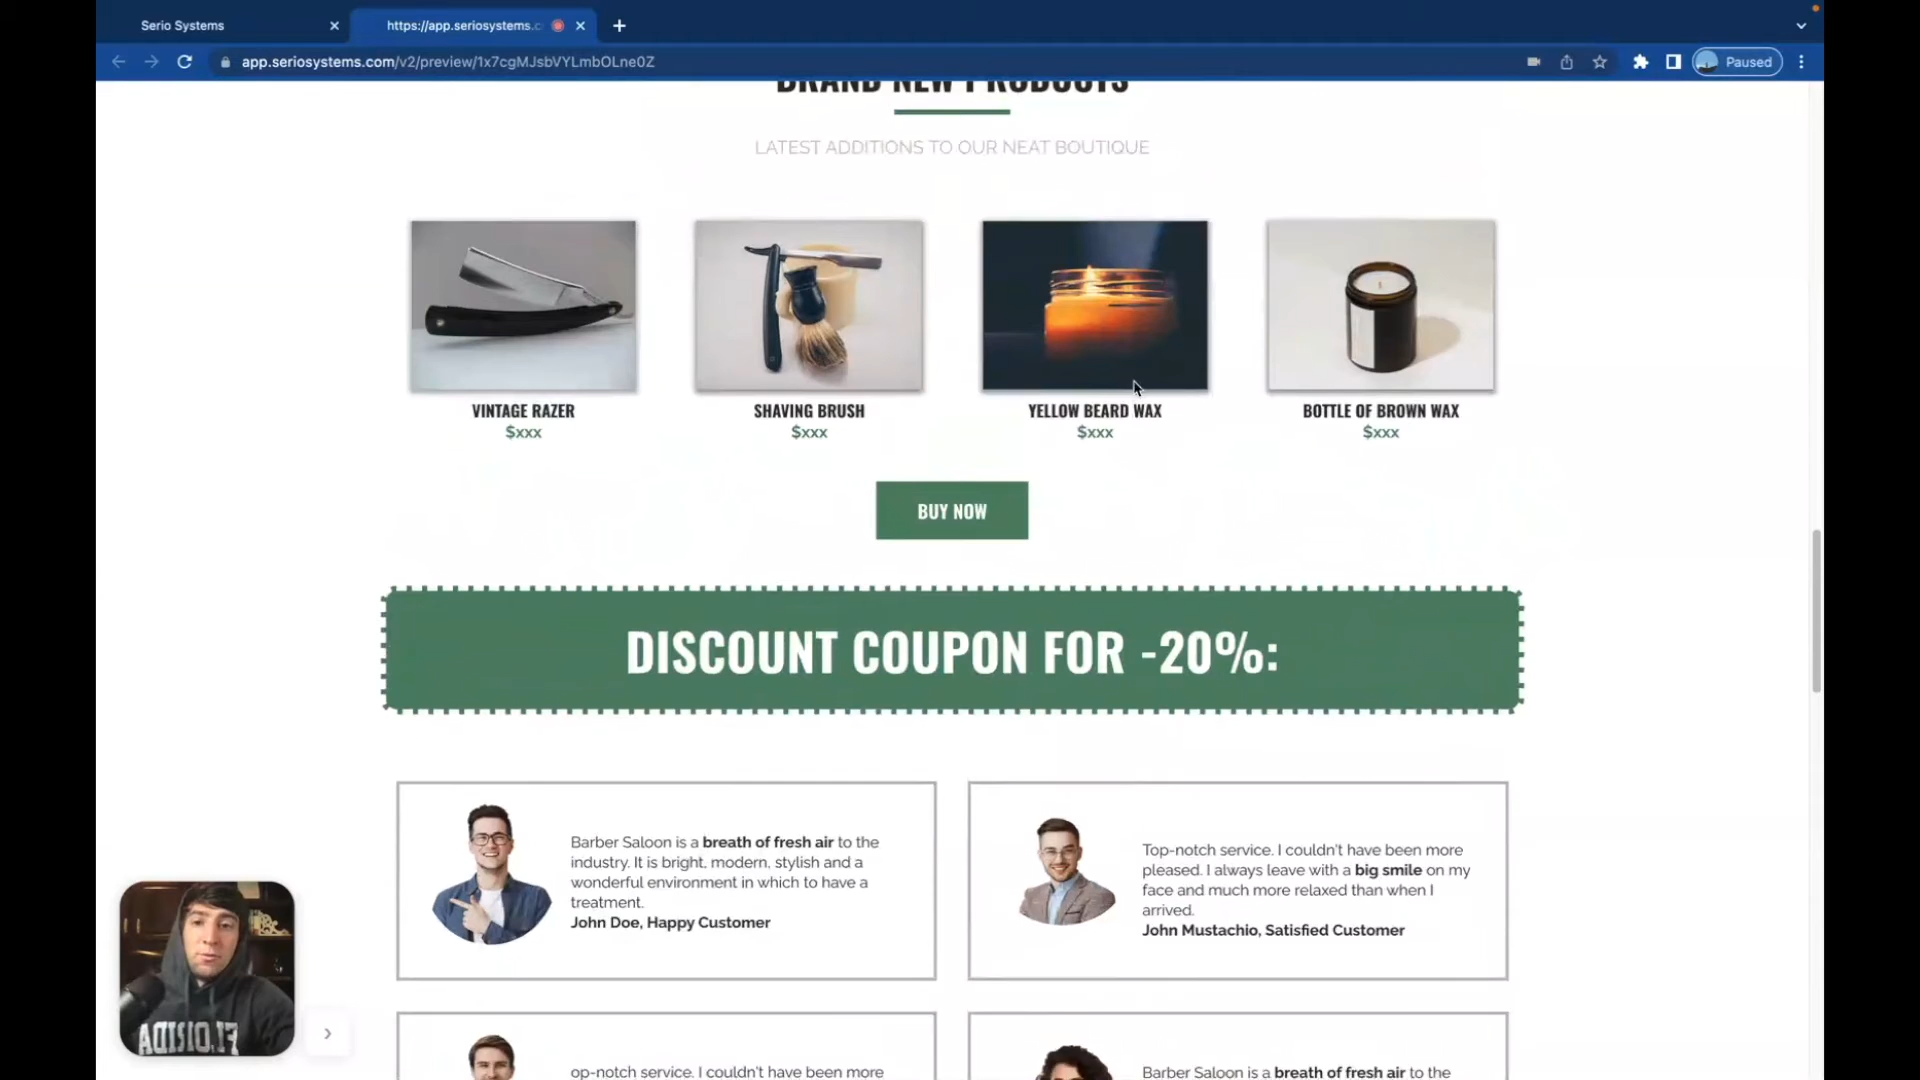 Serio Systems
https://app.seriosystems.c
app.seriosystems.com/v2/preview/1x7cgMJsbVYLmbOLne0Z
Paused
BRAND NEW PRODUCTS
LATEST ADDITIONS TO OUR NEAT BOUTIQUE
VINTAGE RAZER
$xxx
SHAVING BRUSH
$xxx
YELLOW BEARD WAX
$xxx
BOTTLE OF BROWN WAX
$xxx
BUY NOW
DISCOUNT COUPON FOR -20%:
Barber Saloon is a breath of fresh air to the
industry. It is bright, modern, stylish and a
wonderful environment in which to have a
treatment.
John Doe, Happy Customer
Top-notch service. I couldn't have been more
pleased. I always leave with a big smile on my
face and much more relaxed than when I
arrived.
John Mustachio, Satisfied Customer
op-notch service. I couldn't have been more
Barber Saloon is a breath of fresh air to the